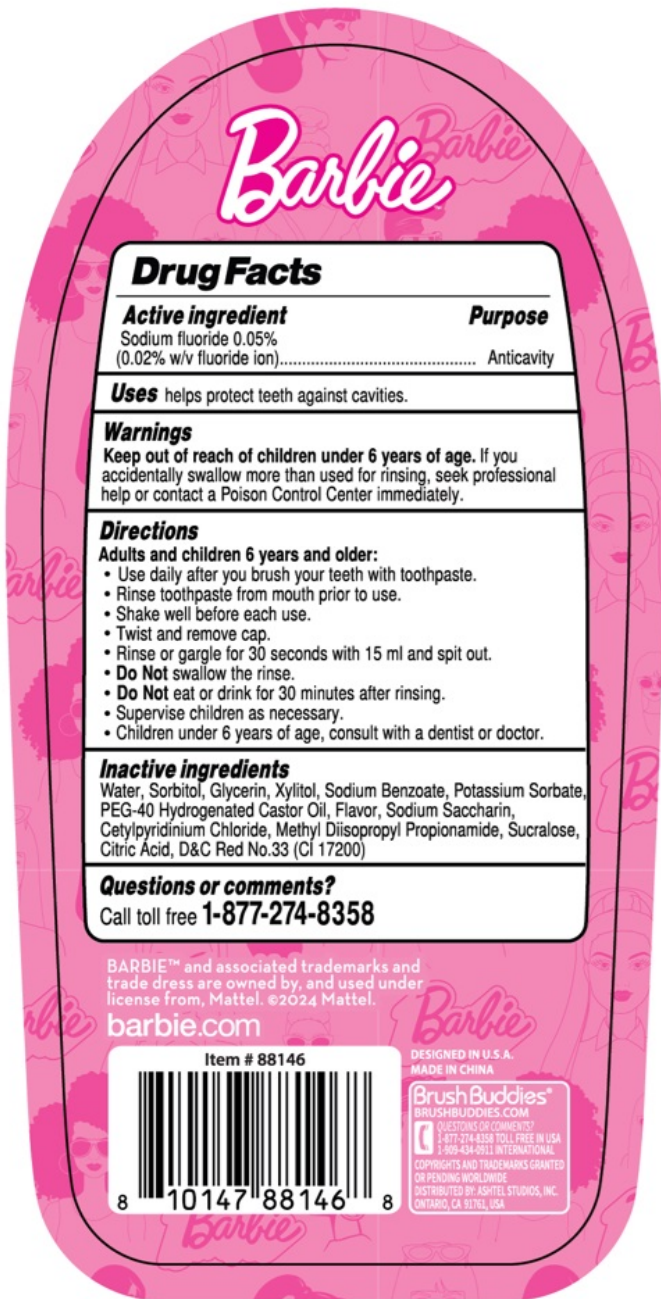 Barbie™
Drug Facts
Active ingredient Purpose
Sodium fluoride 0.05%
(0.02% w/v fluoride ion)............................................ Anticavity
Uses helps protect teeth against cavities.
Warnings
Keep out of reach of children under 6 years of age. If you
accidentally swallow more than used for rinsing, seek professional
help or contact a Poison Control Center immediately.
Directions
Adults and children 6 years and older:
• Use daily after you brush your teeth with toothpaste.
• Rinse toothpaste from mouth prior to use.
• Shake well before each use.
• Twist and remove cap.
• Rinse or gargle for 30 seconds with 15 ml and spit out.
• Do Not swallow the rinse.
• Do Not eat or drink for 30 minutes after rinsing.
• Supervise children as necessary.
• Children under 6 years of age, consult with a dentist or doctor.
Inactive ingredients
Water, Sorbitol, Glycerin, Xylitol, Sodium Benzoate, Potassium Sorbate,
PEG-40 Hydrogenated Castor Oil, Flavor, Sodium Saccharin,
Cetylpyridinium Chloride, Methyl Diisopropyl Propionamide, Sucralose,
Citric Acid, D&C Red No.33 (CI 17200)
Questions or comments?
Call toll free 1-877-274-8358
BARBIE™ and associated trademarks and
trade dress are owned by, and used under
license from, Mattel. ©2024 Mattel.
barbie.com
Barbie
Item # 88146
8 10147 88146 8
DESIGNED IN U.S.A.
MADE IN CHINA
BrushBuddies®
BRUSHBUDDIES.COM
QUESTOINS OR COMMENTS?
1-877-274-8358 TOLL FREE IN USA
1-909-434-0911 INTERNATIONAL
COPYRIGHTS AND TRADEMARKS GRANTED
OR PENDING WORLDWIDE
DISTRIBUTED BY: ASHTEL STUDIOS, INC.
ONTARIO, CA 91761, USA
Barbie